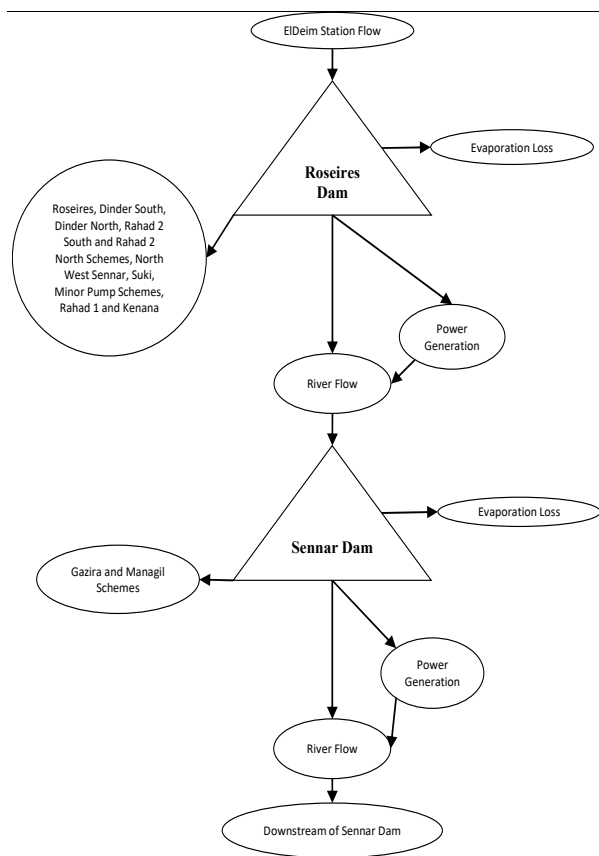 ElDeim Station Flow
Evaporation Loss
Roseires
Dam
Roseires, Dinder South,
Dinder North, Rahad 2
South and Rahad 2
North Schemes, North
West Sennar, Suki,
Minor Pump Schemes,
Rahad 1 and Kenana
Power
Generation
River Flow
Evaporation Loss
Sennar Dam
Gazira and Managil
Schemes
Power
Generation
River Flow
Downstream of Sennar Dam